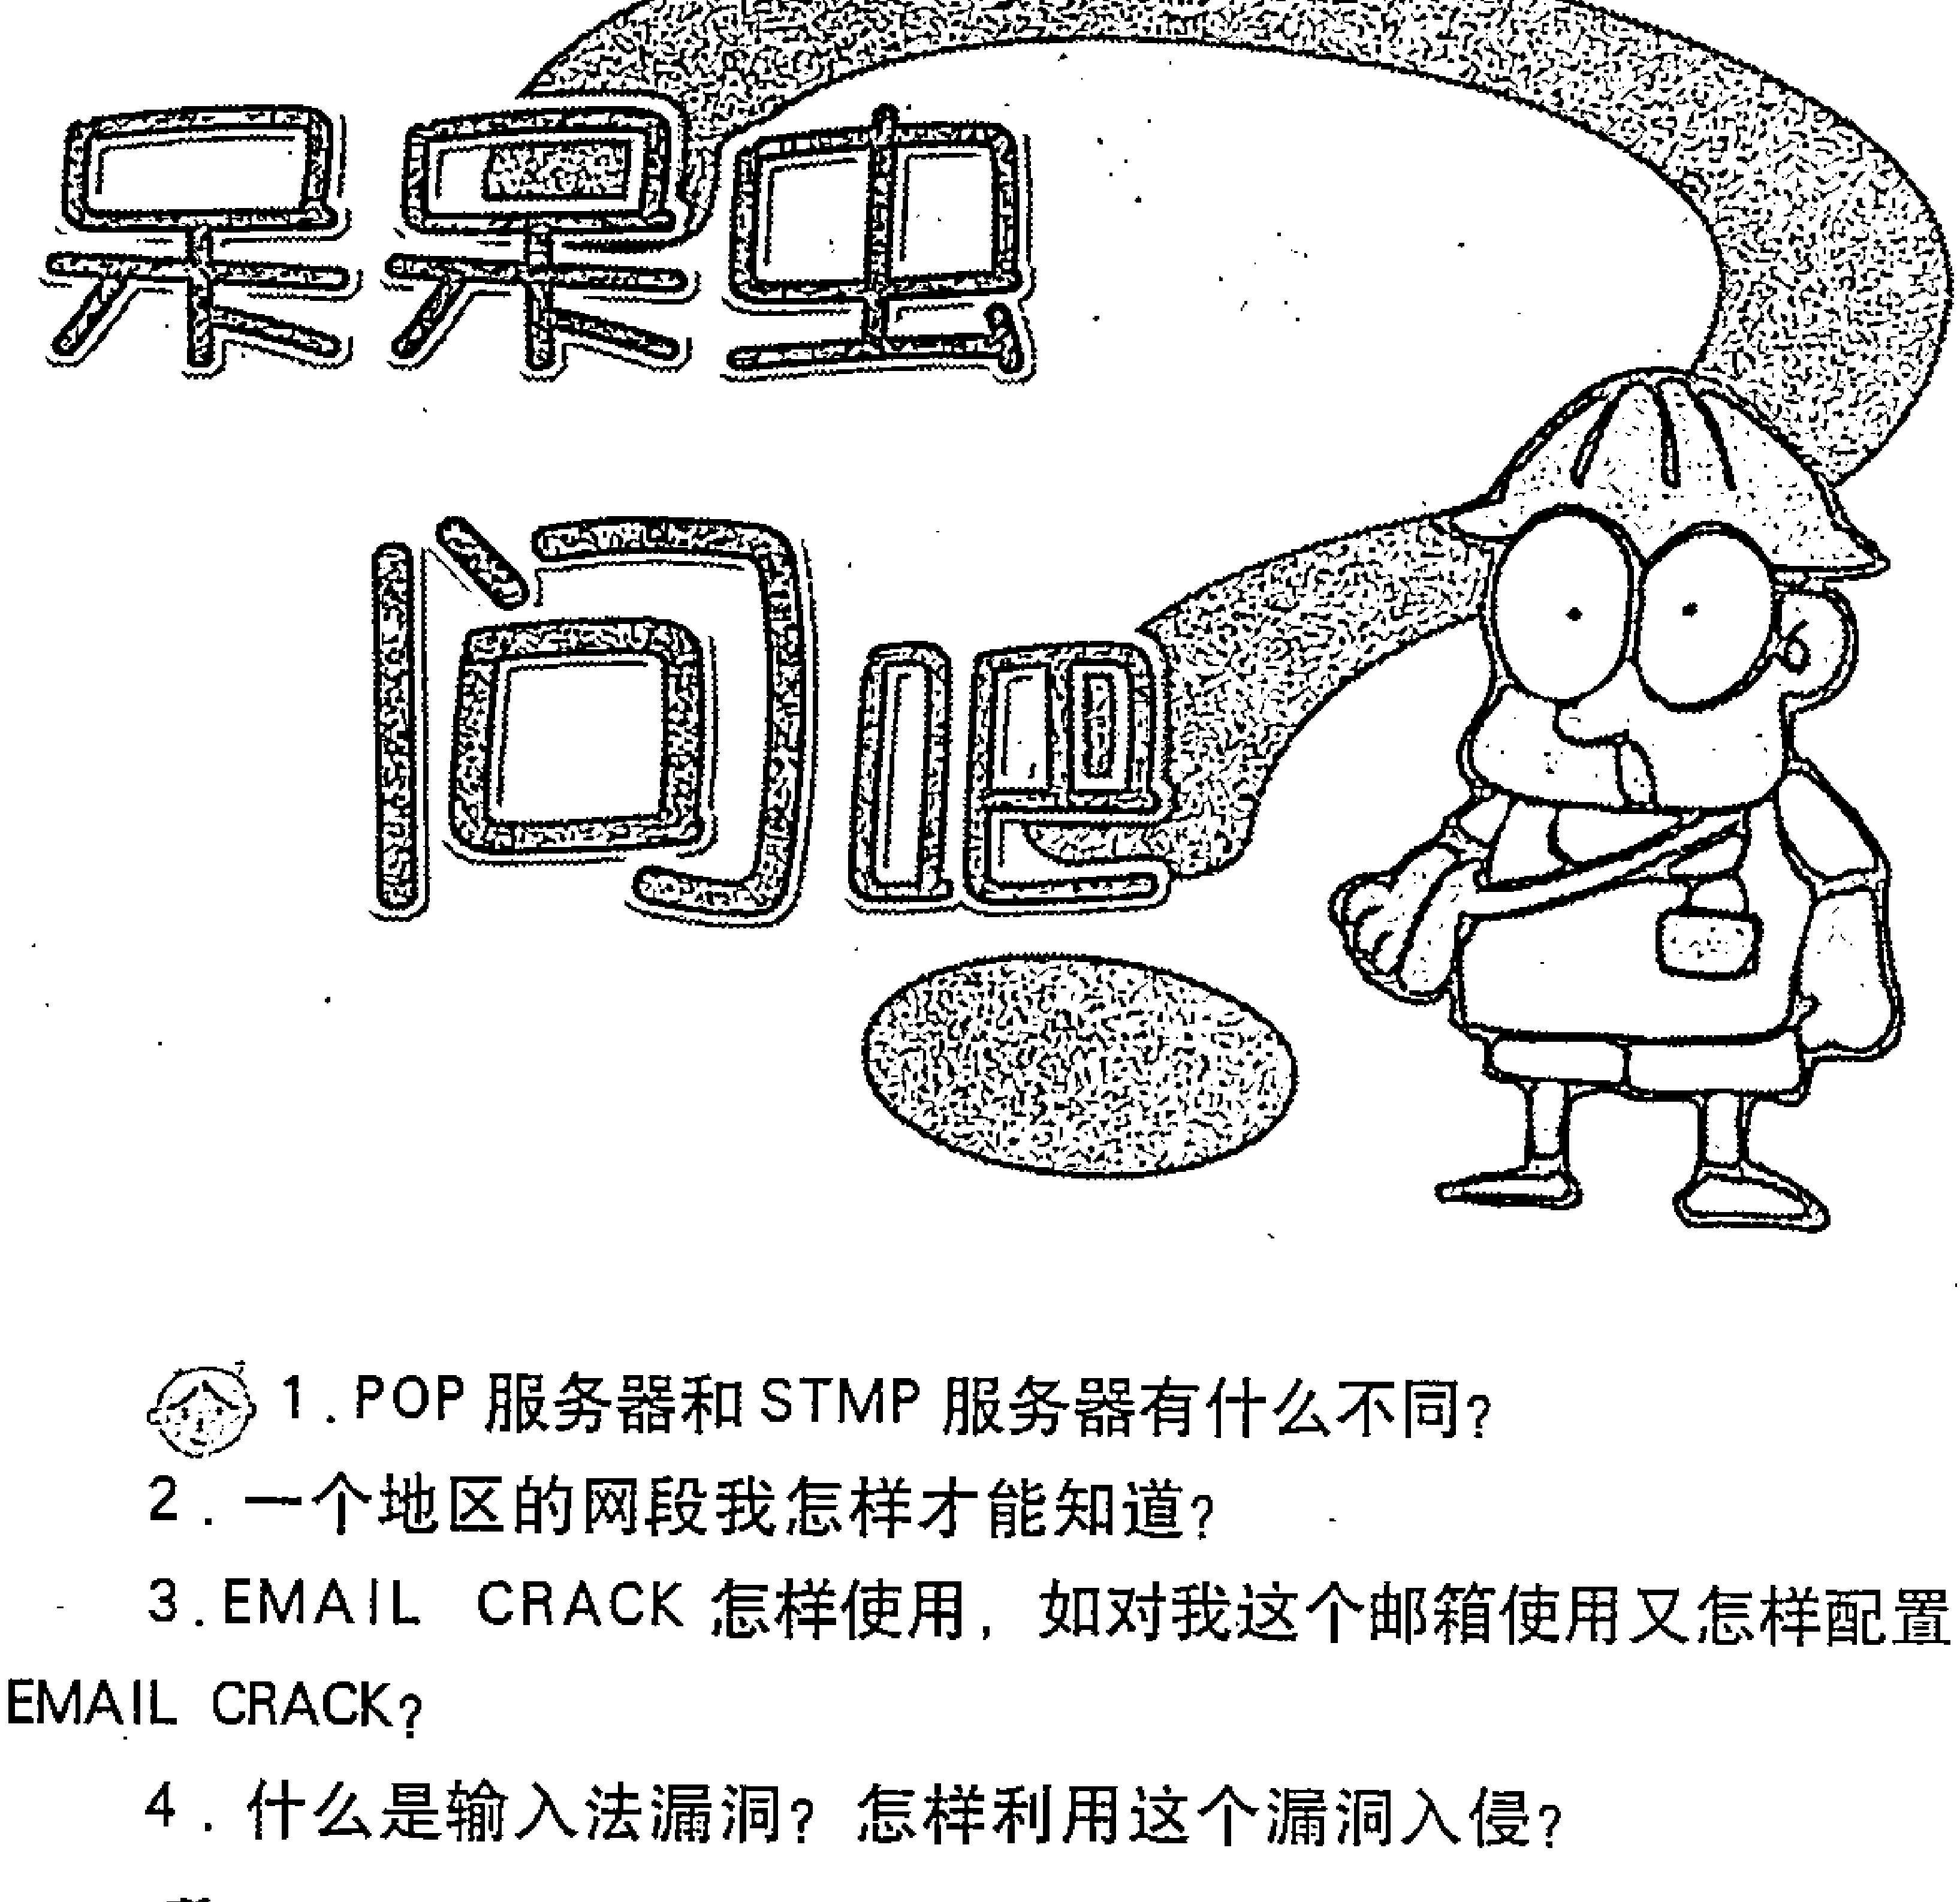 呆呆虫
问吧
1.POP 服务器和 STMP 服务器有什么不同?
2.一个地区的网段我怎样才能知道?
3.EMAIL CRACK 怎样使用,如对我这个邮箱使用又怎样配置
EMAIL CRACK?
4.什么是输入法漏洞?怎样利用这个漏洞入侵?